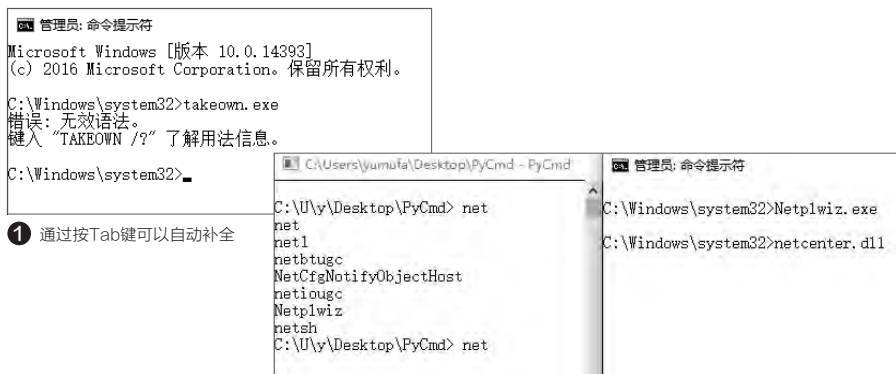 管理员: 命令提示符
Microsoft Windows [版本 10.0.14393]
(c) 2016 Microsoft Corporation。保留所有权利。
C:\Windows\system32>takeown.exe
错误: 无效语法。
键入 "TAKEOWN /?" 了解用法信息。
C:\Windows\system32>
1 通过按Tab键可以自动补全
C:\Users\yumufa\Desktop\PyCmd - PyCmd
C:\U\y\Desktop\PyCmd> net
net
net1
netbtugc
NetCfgNotifyObjectHost
netiougc
Netplwiz
netsh
C:\U\y\Desktop\PyCmd> net
管理员: 命令提示符
C:\Windows\system32>Netplwiz.exe
C:\Windows\system32>netcenter.dll